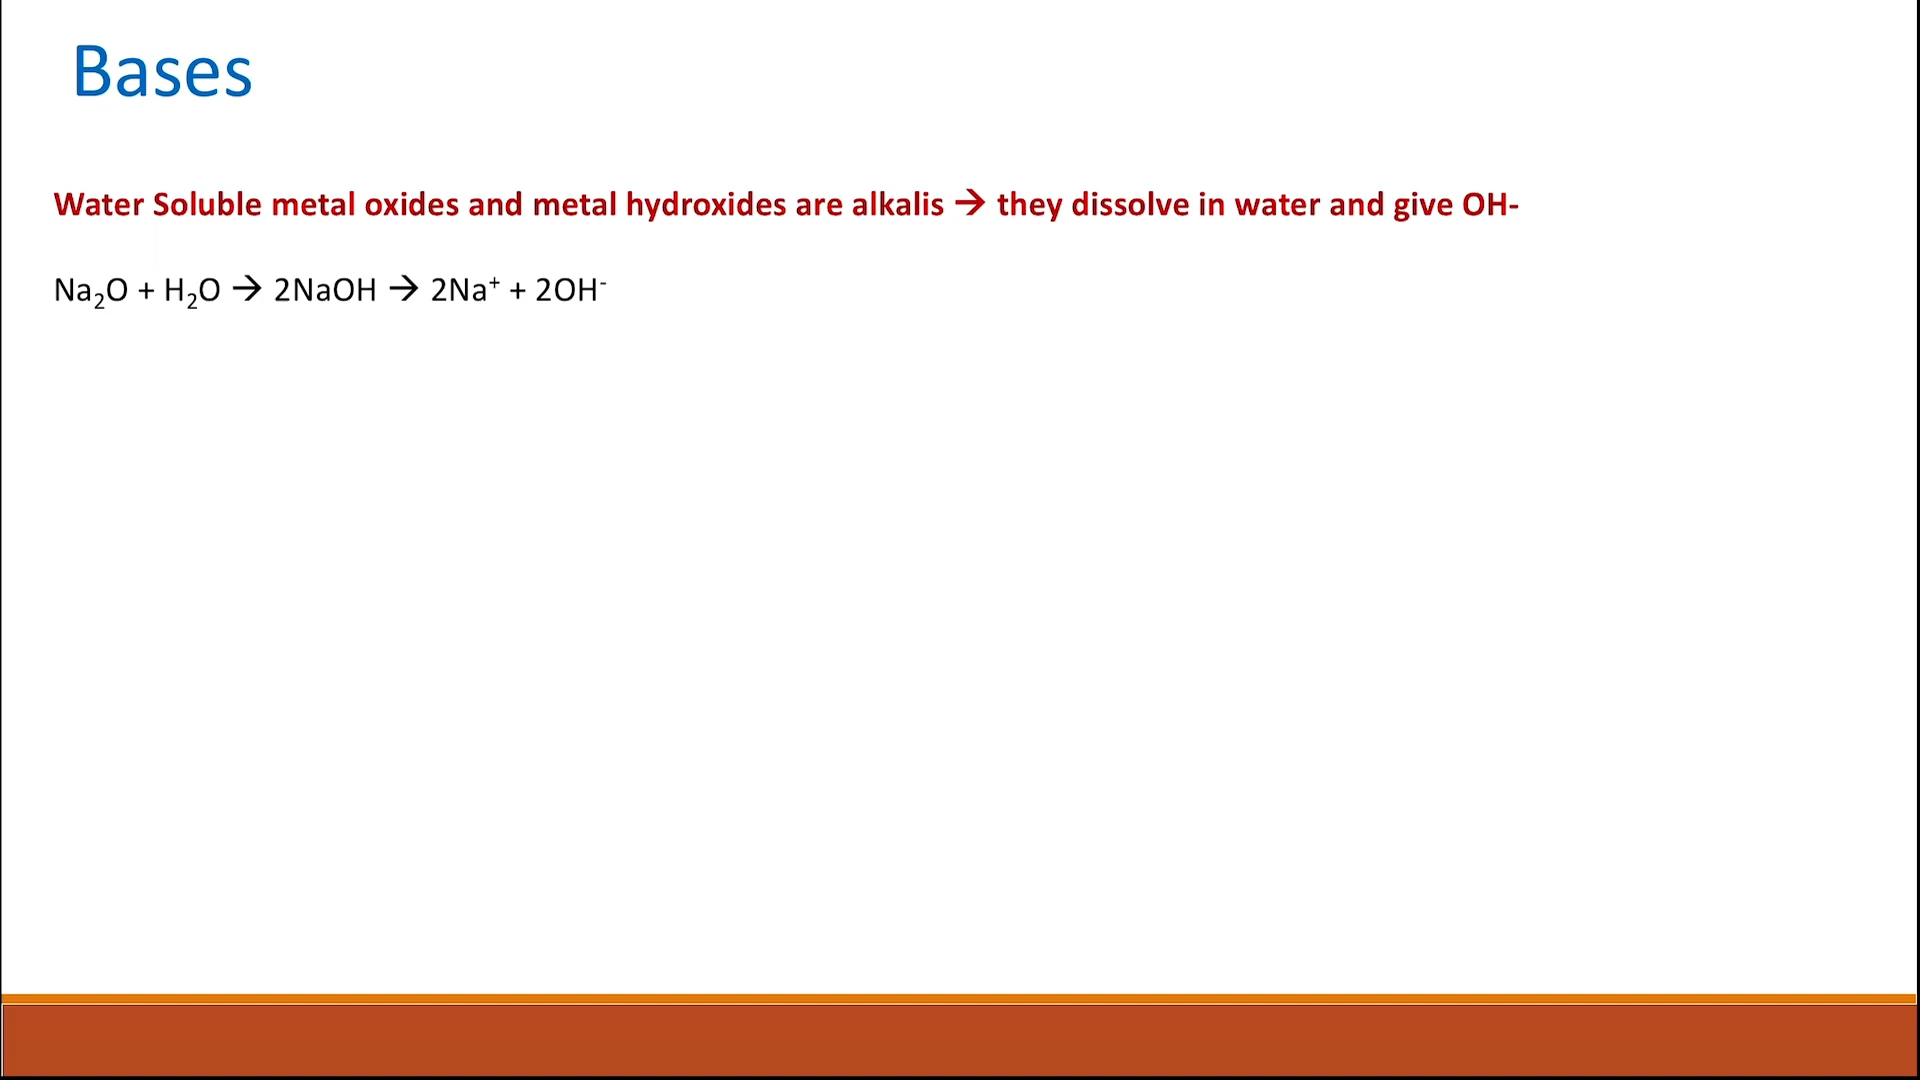 Bases
Water Soluble metal oxides and metal hydroxides are alkalis → they dissolve in water and give OH-
Na₂O + H₂O → 2NaOH → 2Na⁺ + 2OH⁻